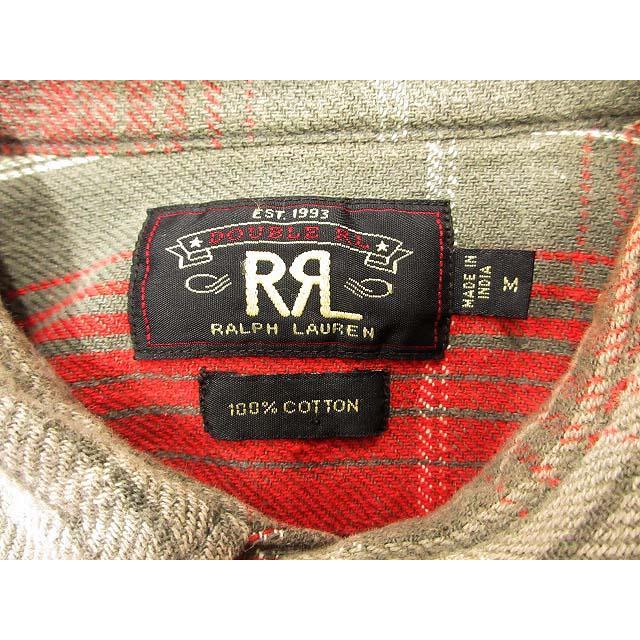 EST. 1993
DOUBLE RL
RRL
RALPH LAUREN
MADE IN
INDIA
M
100% COTTON